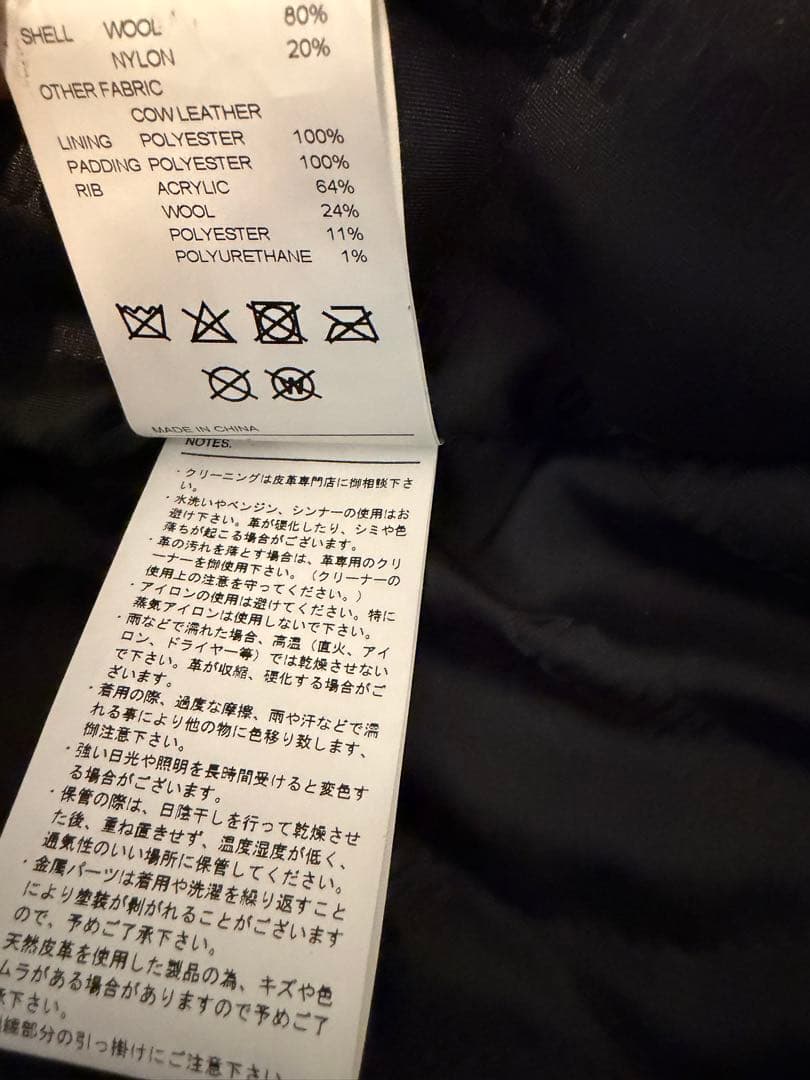 SHELL WOOL 80%
NYLON 20%
OTHER FABRIC
COW LEATHER
LINING POLYESTER 100%
PADDING POLYESTER 100%
RIB ACRYLIC 64%
WOOL 24%
POLYESTER 11%
POLYURETHANE 1%
W
MADE IN CHINA
NOTES.
・クリーニングは皮革専門店に御相談下さ
い。
・水洗いやベンジン、シンナーの使用はお
避け下さい。革が硬化したり、シミや色
落ちが起こる場合がございます。
・革の汚れを落とす場合は、革専用のクリ
ーナーを御使用下さい。（クリーナーの
使用上の注意を守ってください。）
・アイロンの使用は避けてください。特に
蒸気アイロンは使用しないで下さい。
・雨などで濡れた場合、高温（直火、アイ
ロン、ドライヤー等）では乾燥させない
で下さい。革が収縮、硬化する場合がご
ざいます。
・着用の際、過度な摩擦、雨や汗などで濡
れる事により他の物に色移り致します、
御注意下さい。
・強い日光や照明を長時間受けると変色す
る場合がございます。
・保管の際は、日陰干しを行って乾燥させ
た後、重ね置きせず、温度湿度が低く、
通気性のいい場所に保管してください。
・金属パーツは着用や洗濯を繰り返すこと
により塗装が剥がれることがございます
ので、予めご了承下さい。
天然皮革を使用した製品の為、キズや色
ムラがある場合がありますので予めご了
承下さい。
部分の引っ掛けにご注意下さい